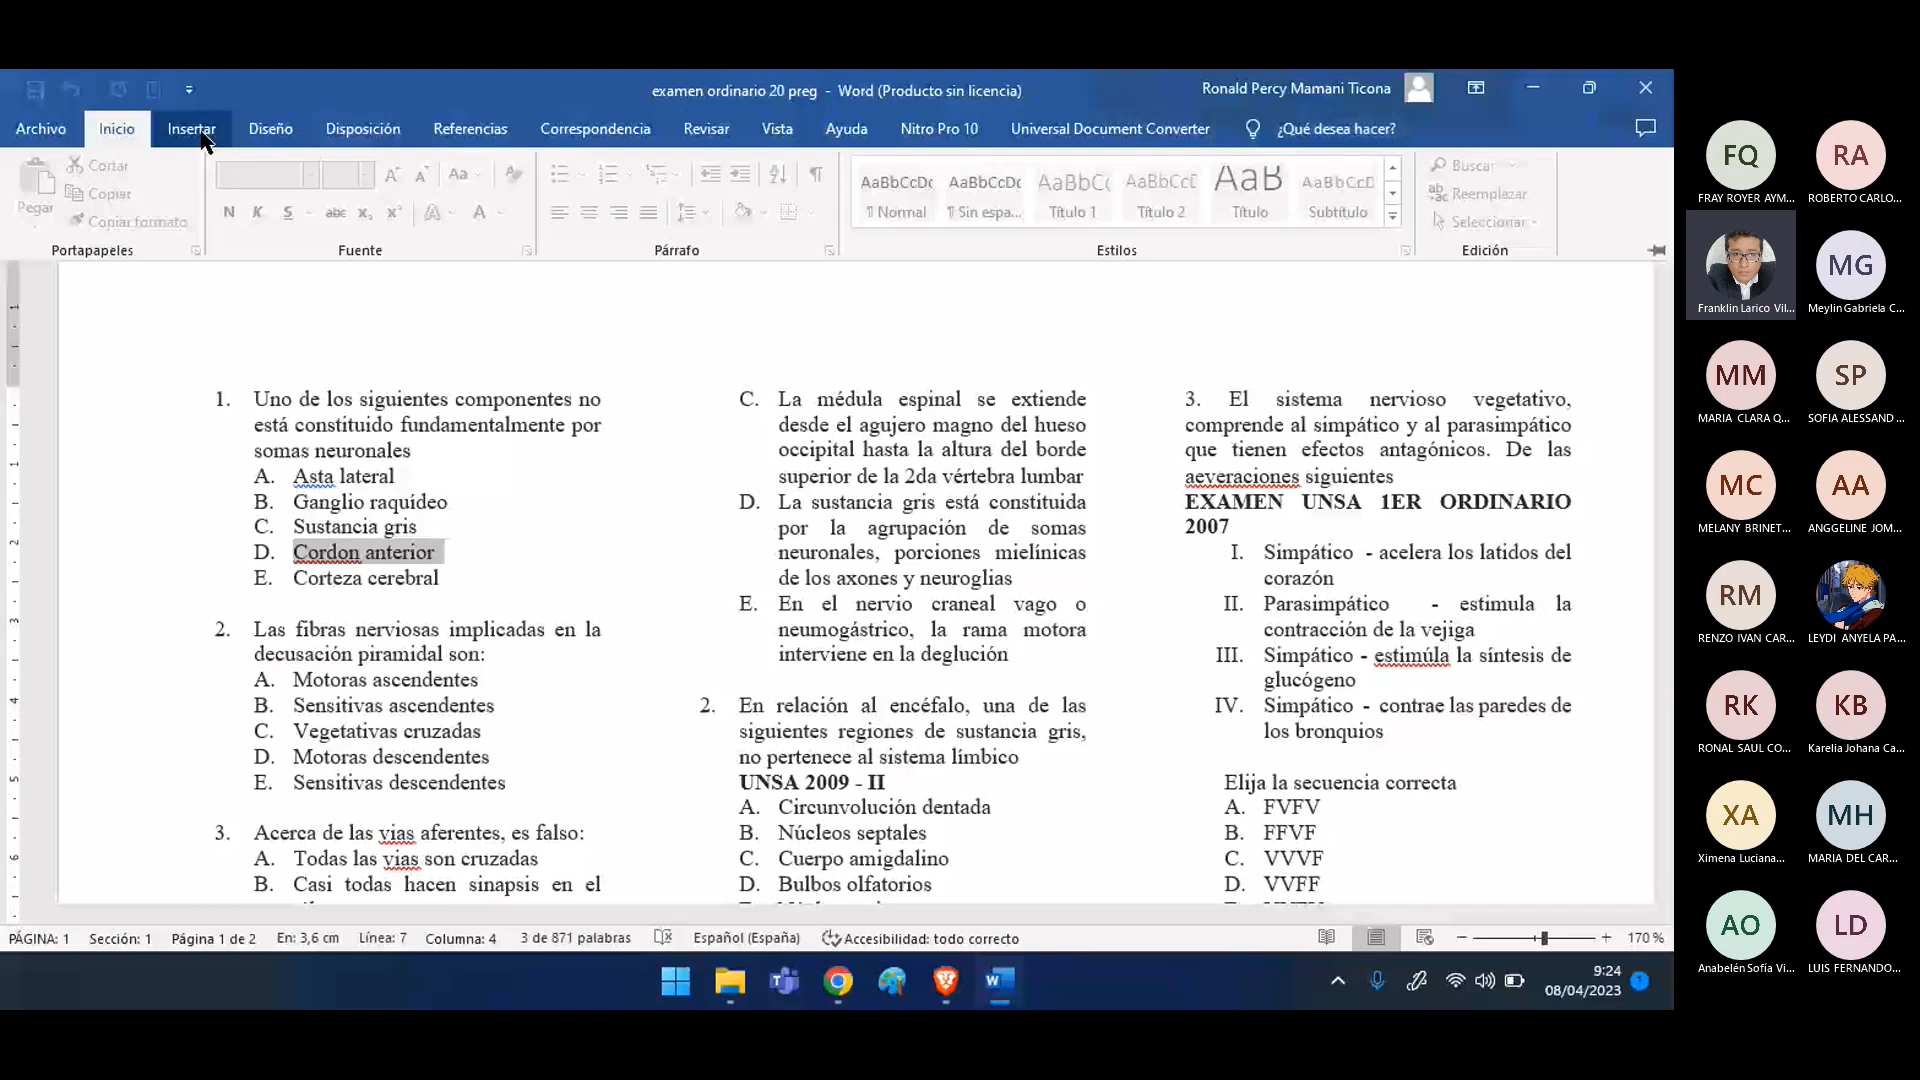 examen ordinario 20 preg - Word (Producto sin licencia)
Ronald Percy Mamani Ticona
Archivo
Inicio
Insertar
Diseño
Disposición
Referencias
Correspondencia
Revisar
Vista
Ayuda
Nitro Pro 10
Universal Document Converter
¿Qué desea hacer?
Pegar
Cortar
Copiar
Copiar formato
Portapapeles
Fuente
Párrafo
AaBbCcDc
¶ Normal
AaBbCcDc
¶ Sin espa...
AaBbC(
Título 1
AaBbCcE
Título 2
AaB
Título
AaBbCcD
Subtítulo
Estilos
Buscar
Reemplazar
Seleccionar
Edición
1. Uno de los siguientes componentes no
está constituido fundamentalmente por
somas neuronales
A. Asta lateral
B. Ganglio raquídeo
C. Sustancia gris
D. Cordon anterior
E. Corteza cerebral
2. Las fibras nerviosas implicadas en la
decusación piramidal son:
A. Motoras ascendentes
B. Sensitivas ascendentes
C. Vegetativas cruzadas
D. Motoras descendentes
E. Sensitivas descendentes
3. Acerca de las vias aferentes, es falso:
A. Todas las vias son cruzadas
B. Casi todas hacen sinapsis en el
C. La médula espinal se extiende
desde el agujero magno del hueso
occipital hasta la altura del borde
superior de la 2da vértebra lumbar
D. La sustancia gris está constituida
por la agrupación de somas
neuronales, porciones mielínicas
de los axones y neuroglias
E. En el nervio craneal vago o
neumogástrico, la rama motora
interviene en la deglución
2. En relación al encéfalo, una de las
siguientes regiones de sustancia gris,
no pertenece al sistema límbico
UNSA 2009 - II
A. Circunvolución dentada
B. Núcleos septales
C. Cuerpo amigdalino
D. Bulbos olfatorios
3. El sistema nervioso vegetativo,
comprende al simpático y al parasimpático
que tienen efectos antagónicos. De las
aeveraciones siguientes
EXAMEN UNSA 1ER ORDINARIO
2007
I. Simpático - acelera los latidos del
corazón
II. Parasimpático - estimula la
contracción de la vejiga
III. Simpático - estimúla la síntesis de
glucógeno
IV. Simpático - contrae las paredes de
los bronquios
Elija la secuencia correcta
A. FVFV
B. FFVF
C. VVVF
D. VVFF
PÁGINA: 1
Sección: 1
Página 1 de 2
En: 3,6 cm
Línea: 7
Columna: 4
3 de 871 palabras
Español (España)
Accesibilidad: todo correcto
170 %
9:24
08/04/2023
FQ
FRAY ROYER AYM...
RA
ROBERTO CARLO...
Franklin Larico Vil...
MG
Meylin Gabriela C...
MM
MARIA CLARA Q...
SP
SOFIA ALESSAND...
MC
MELANY BRINET...
AA
ANGGELINE JOM...
RM
RENZO IVAN CAR...
LEYDI ANYELA PA...
RK
RONAL SAUL CO...
KB
Karelia Johana Ca...
XA
Ximena Luciana...
MH
MARIA DEL CAR...
AO
Anabelén Sofía Vi...
LD
LUIS FERNANDO...